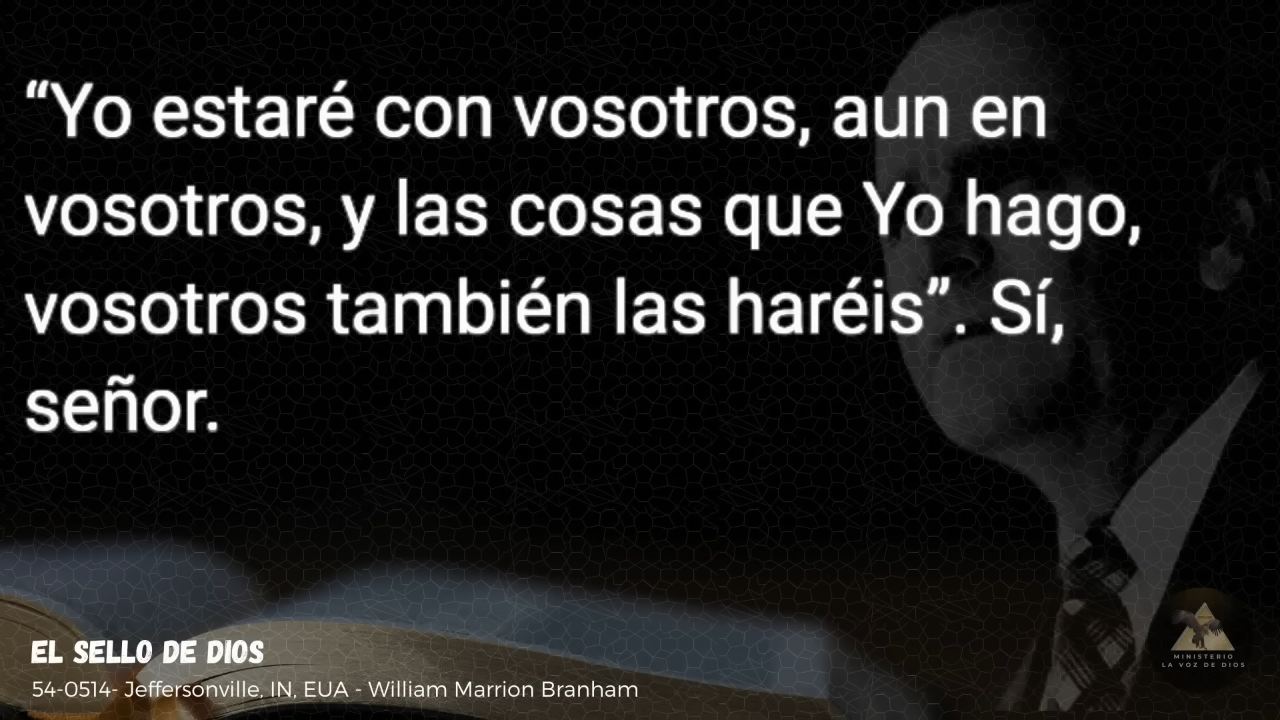 “Yo estaré con vosotros, aun en
vosotros, y las cosas que Yo hago,
vosotros también las haréis”. Sí,
señor.
EL SELLO DE DIOS
54-0514- Jeffersonville, IN, EUA - William Marrion Branham
MINISTERIO
LA VOZ DE DIOS